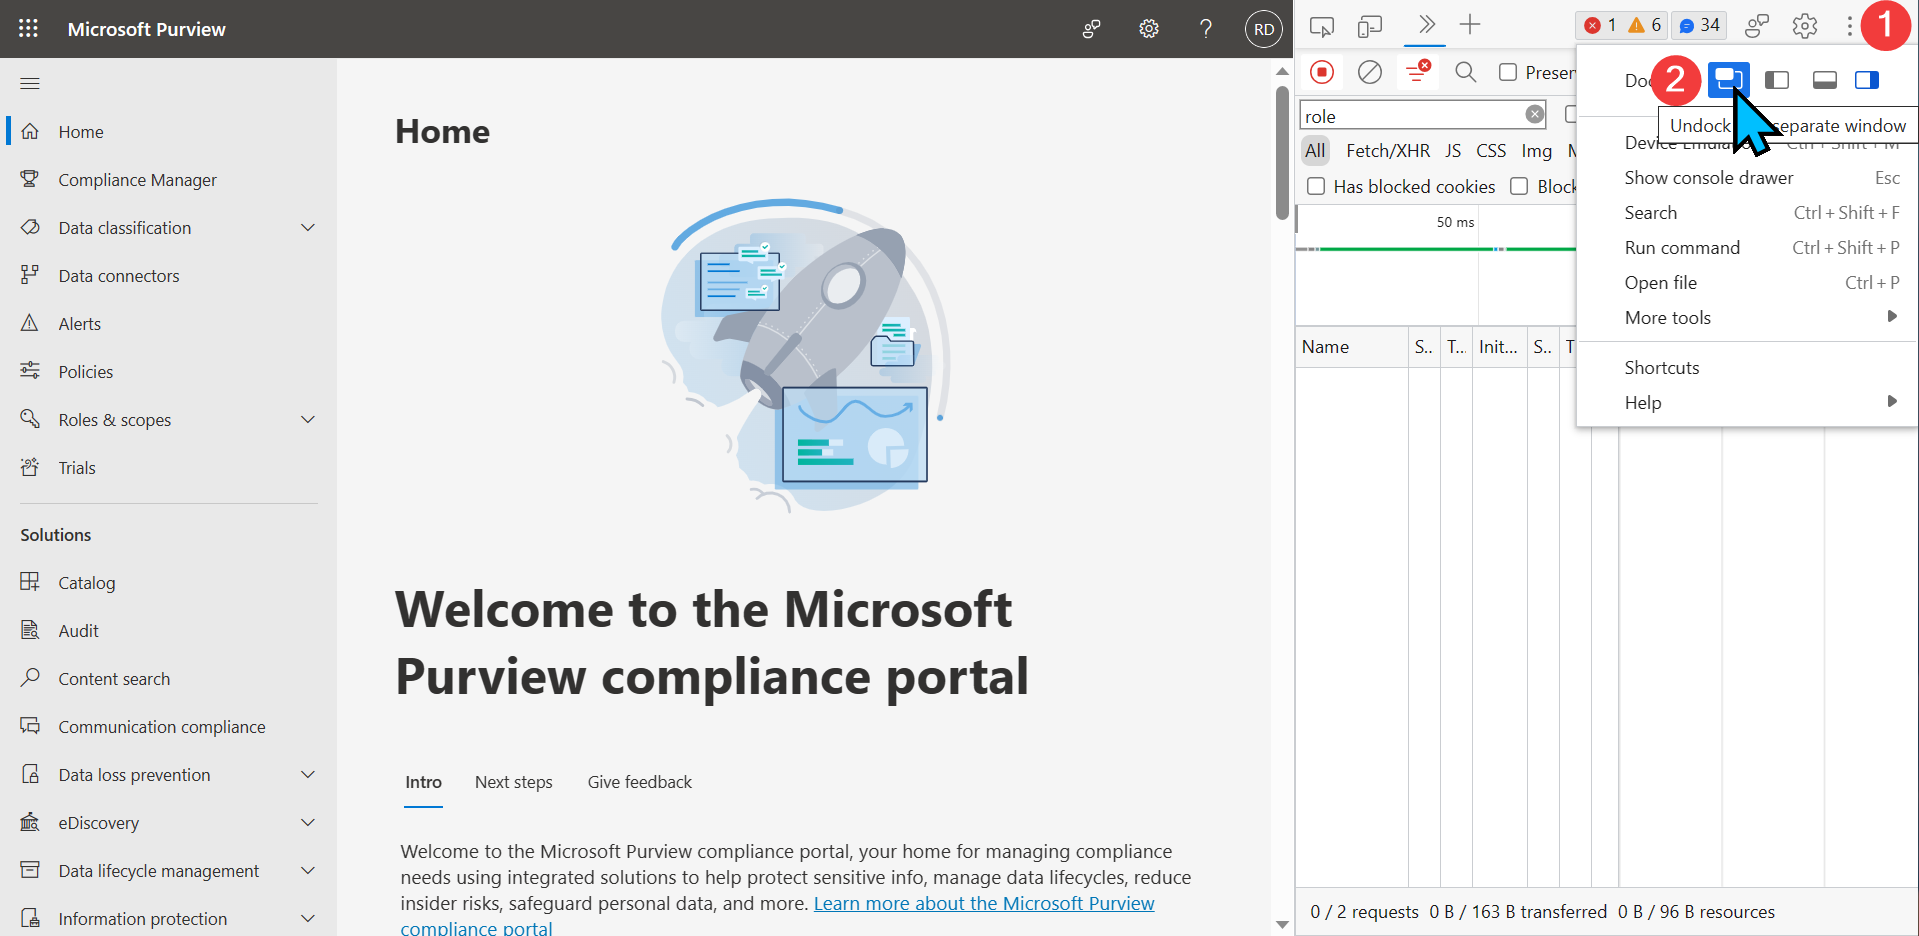 Microsoft Purview
RD
Home
Compliance Manager
Data classification
Data connectors
Alerts
Policies
Roles & scopes
Trials
Solutions
Catalog
Audit
Content search
Communication compliance
Data loss prevention
eDiscovery
Data lifecycle management
Information protection
Home
Welcome to the Microsoft
Purview compliance portal
Intro Next steps Give feedback
Welcome to the Microsoft Purview compliance portal, your home for managing compliance
needs using integrated solutions to help protect sensitive info, manage data lifecycles, reduce
insider risks, safeguard personal data, and more. Learn more about the Microsoft Purview
compliance portal
1 6 34 1
Preser
role
All Fetch/XHR JS CSS Img
Has blocked cookies Block
50 ms
Name S.. T... Init... S.. T
0 / 2 requests 0 B / 163 B transferred 0 B / 96 B resources
2
Undock separate window
Show console drawer Esc
Search Ctrl + Shift + F
Run command Ctrl + Shift + P
Open file Ctrl + P
More tools
Shortcuts
Help